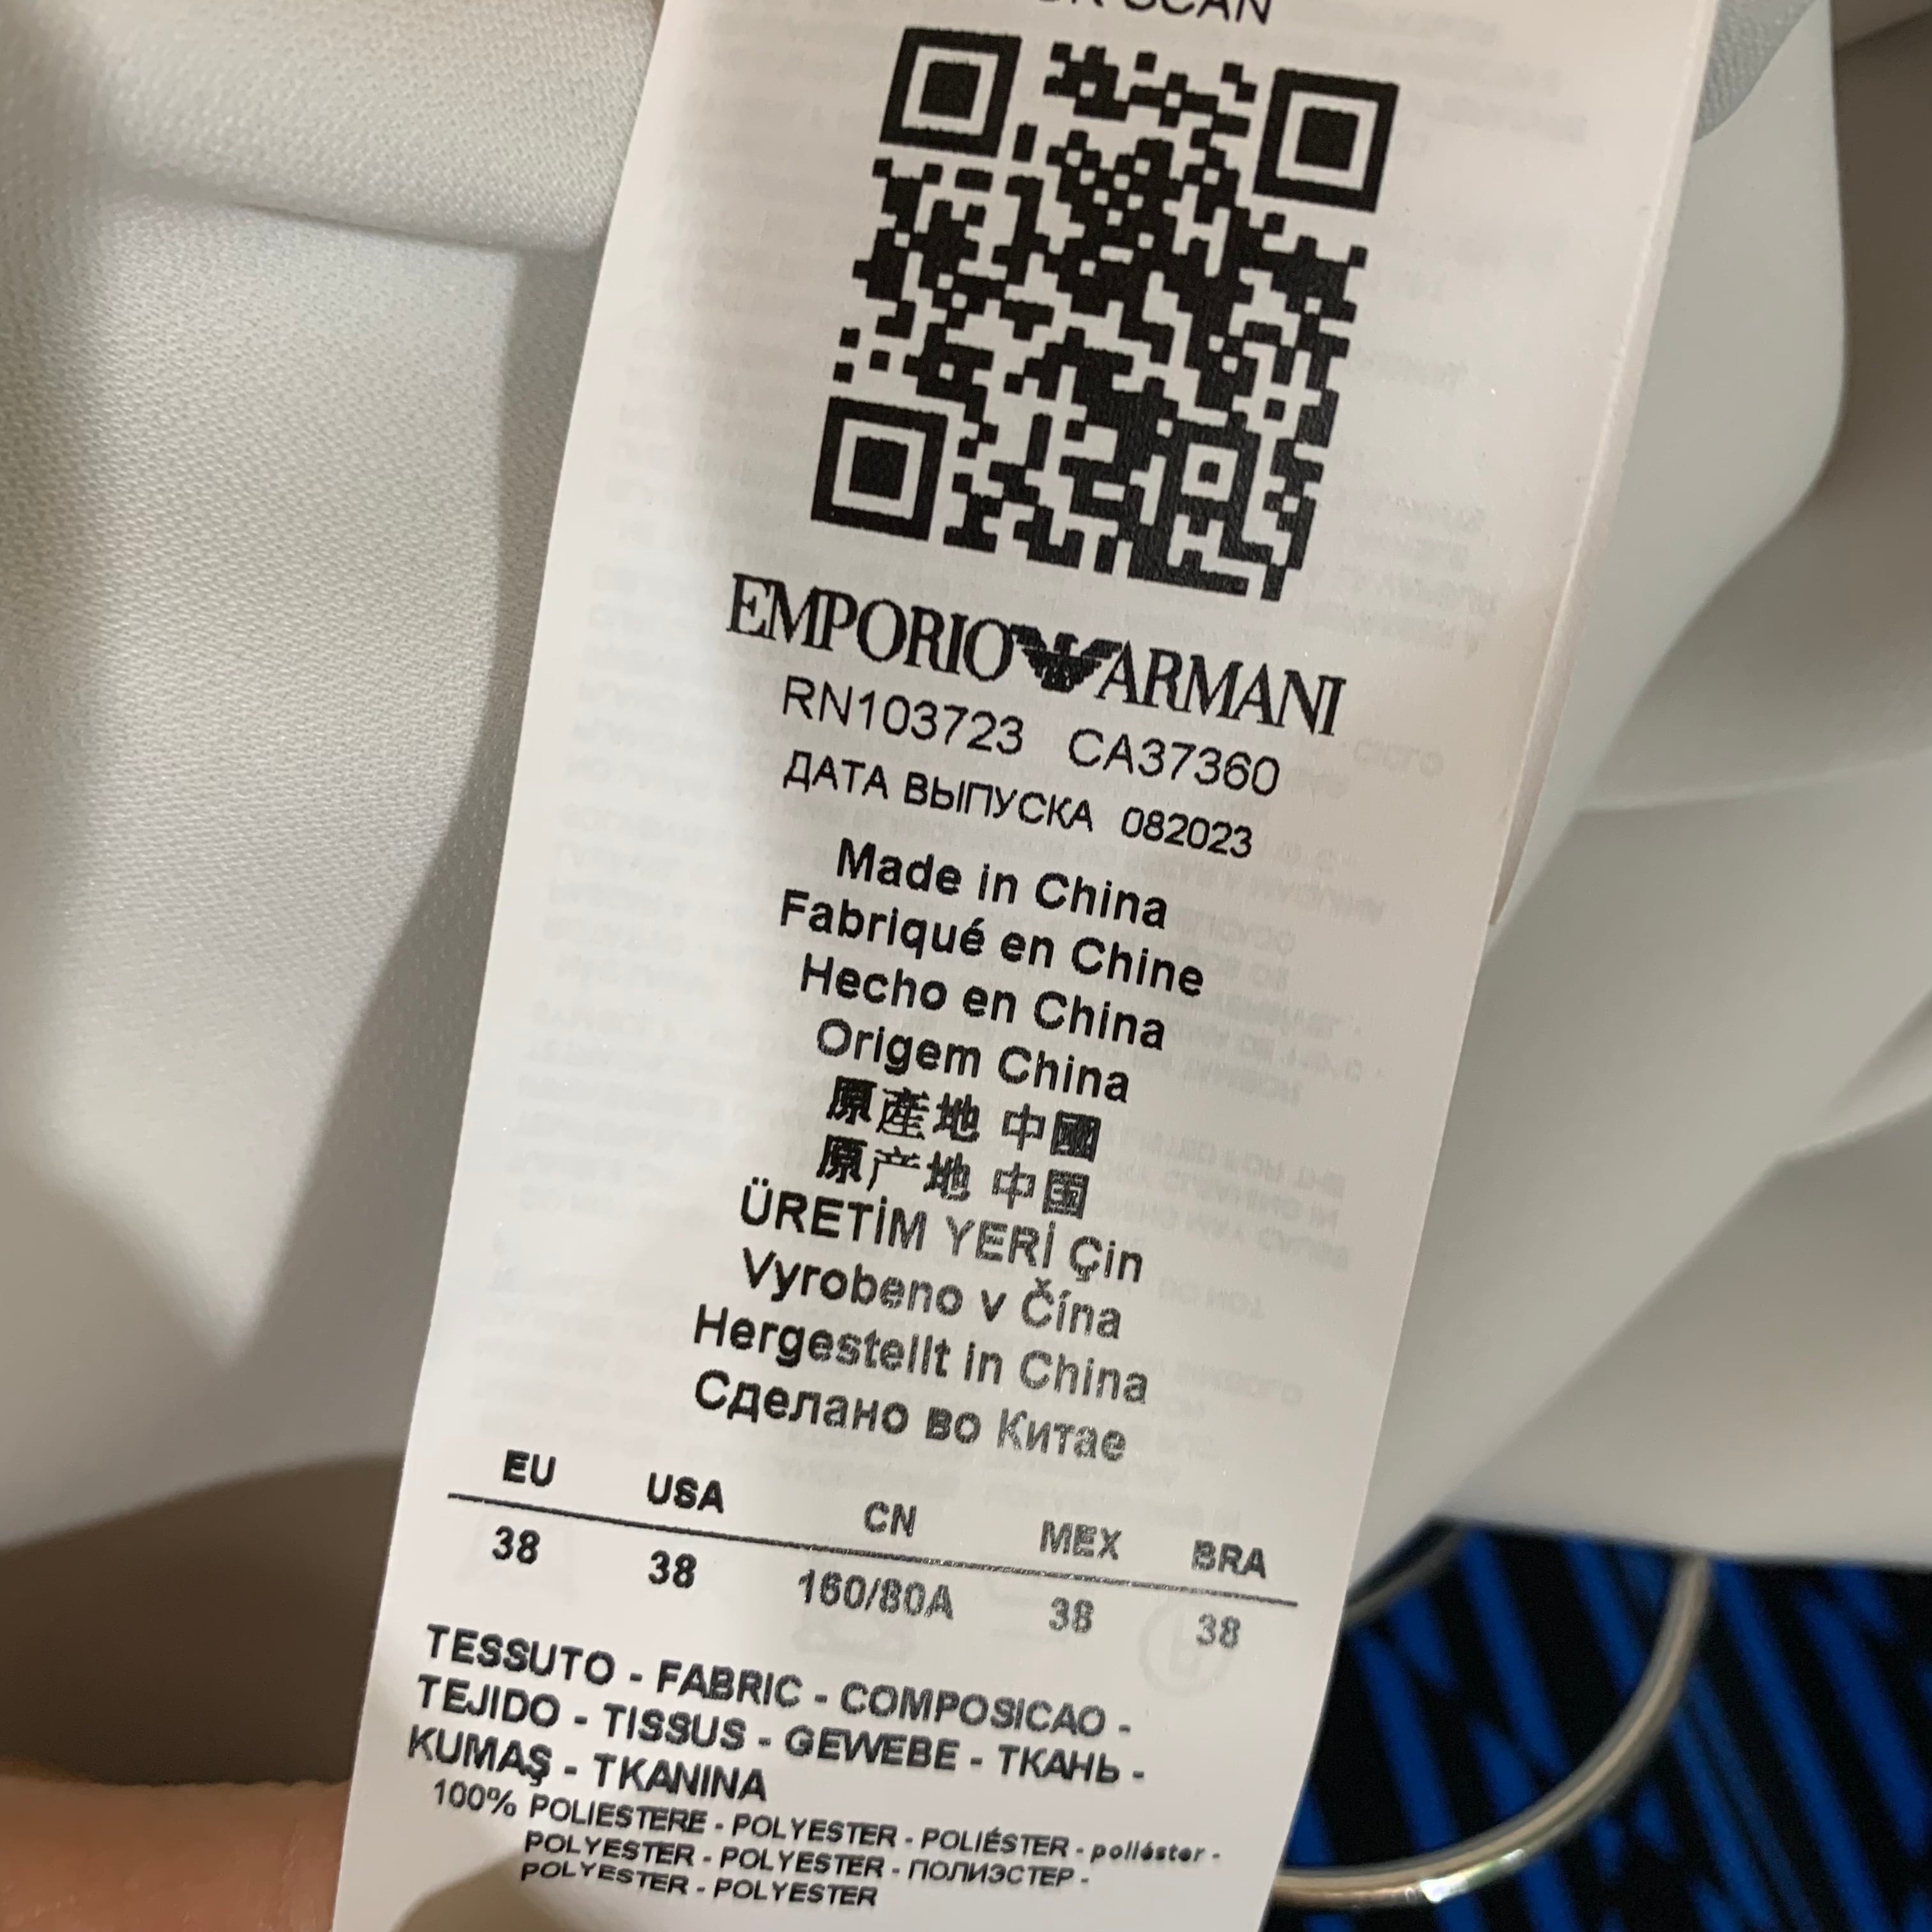 SCAN
EMPORIO ARMANI
RN103723 CA37360
ДАТА ВЫПУСКА 082023
Made in China
Fabriqué en Chine
Hecho en China
Origem China
原產地 中國
原产地 中国
ÜRETİM YERİ Çin
Vyrobeno v Čína
Hergestellt in China
Сделано во Китае
EU USA CN MEX BRA
38 38 160/80A 38 38
TESSUTO - FABRIC - COMPOSICAO -
TEJIDO - TISSUS - GEWEBE - ТКАНЬ -
KUMAŞ - TKANINA
100% POLIESTERE - POLYESTER - POLIÉSTER - poliéster -
POLYESTER - POLYESTER - ПОЛИЭСТЕР -
POLYESTER - POLYESTER